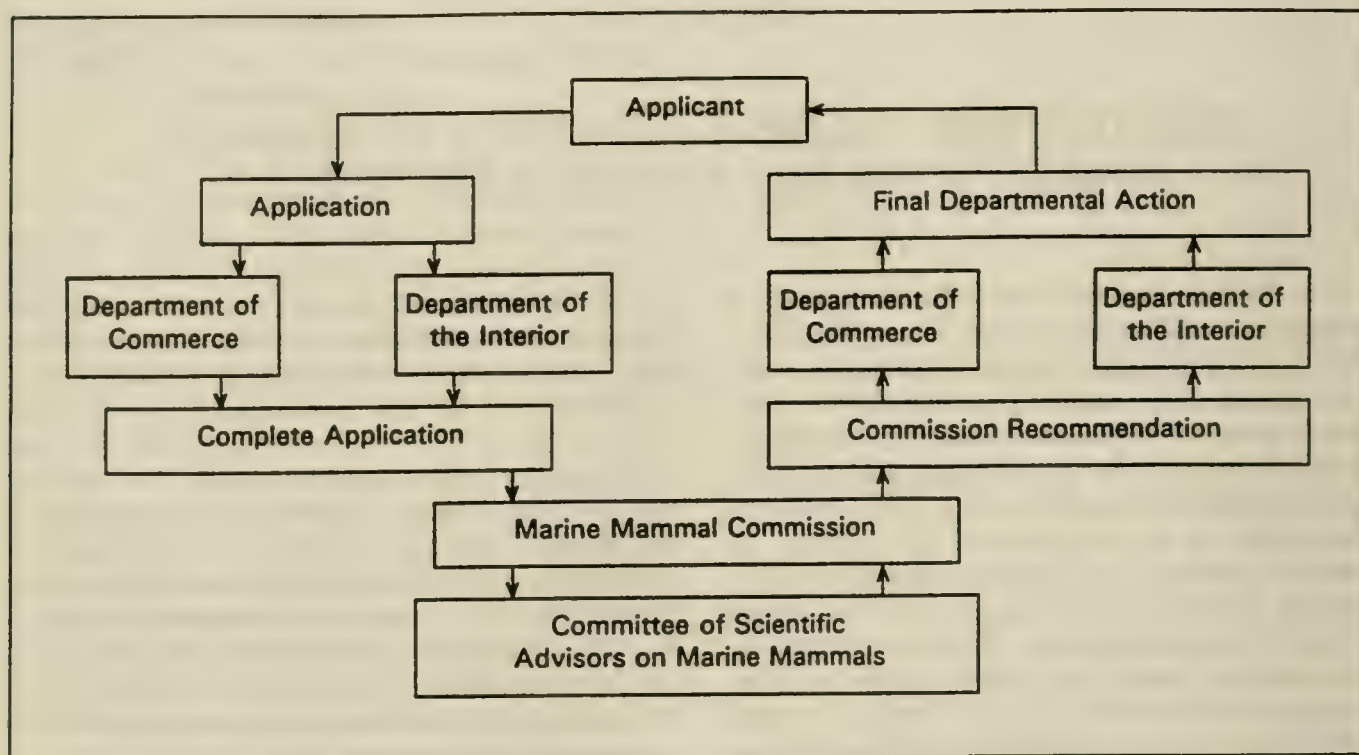 Applicant
Application
Final Departmental Action
Department of
Commerce
Department of
the Interior
Department of
Commerce
Department of
the Interior
Complete Application
Commission Recommendation
Marine Mammal Commission
Committee of Scientific
Advisors on Marine Mammals